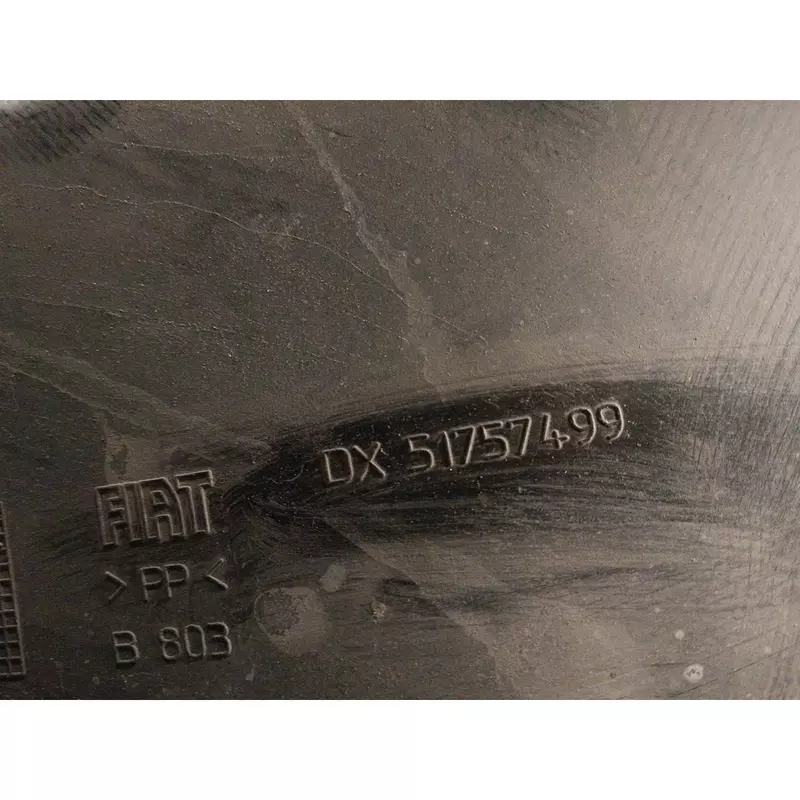 DX 51757499
FIAT
>PP<
B 803